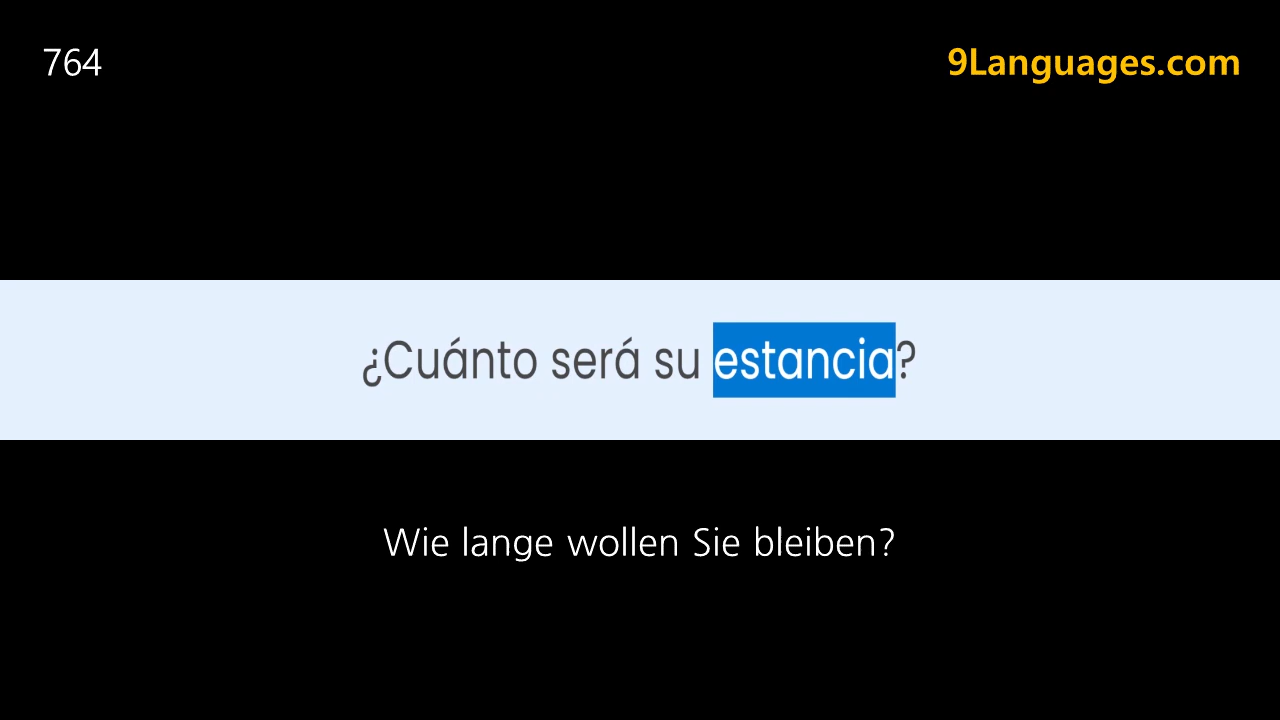 764
9Languages.com
¿Cuánto será su estancia?
Wie lange wollen Sie bleiben?